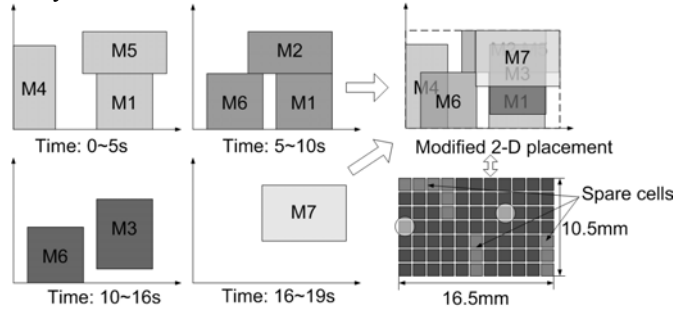 M4
M5
M1
Time: 0~5s
M2
M6
M1
Time: 5~10s
M7
M3
M4
M6
M1
Modified 2-D placement
M6
M3
Time: 10~16s
M7
Time: 16~19s
Spare cells
10.5mm
16.5mm